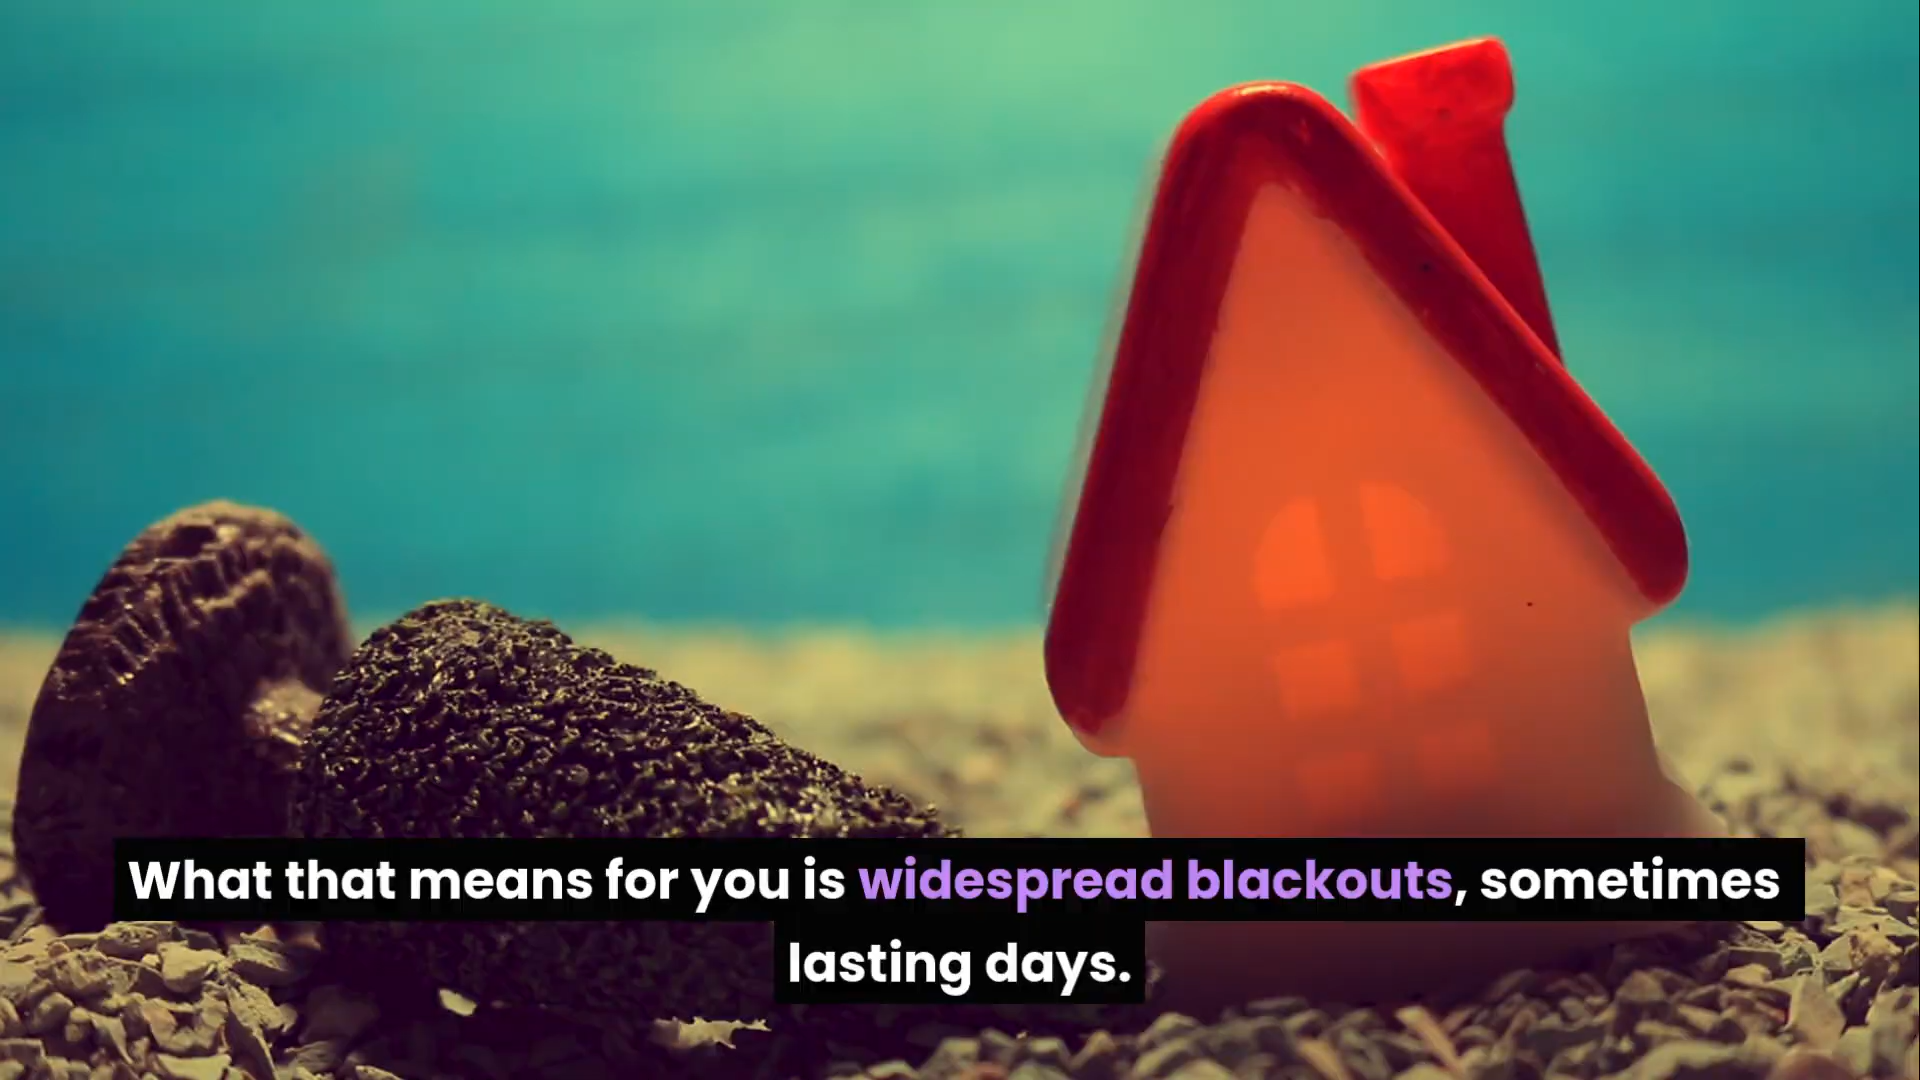 What that means for you is widespread blackouts, sometimes
lasting days.